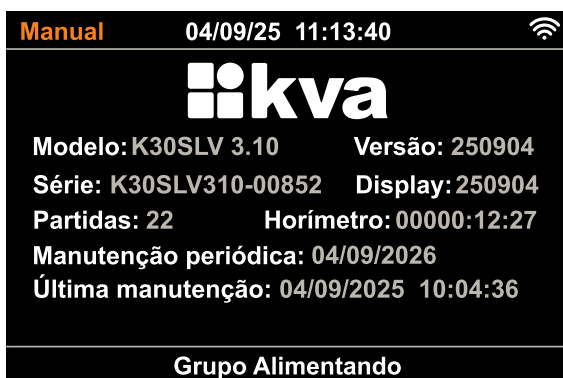 Manual 04/09/25 11:13:40
kva
Modelo: K30SLV 3.10 Versão: 250904
Série: K30SLV310-00852 Display: 250904
Partidas: 22 Horímetro: 00000:12:27
Manutenção periódica: 04/09/2026
Última manutenção: 04/09/2025 10:04:36
Grupo Alimentando